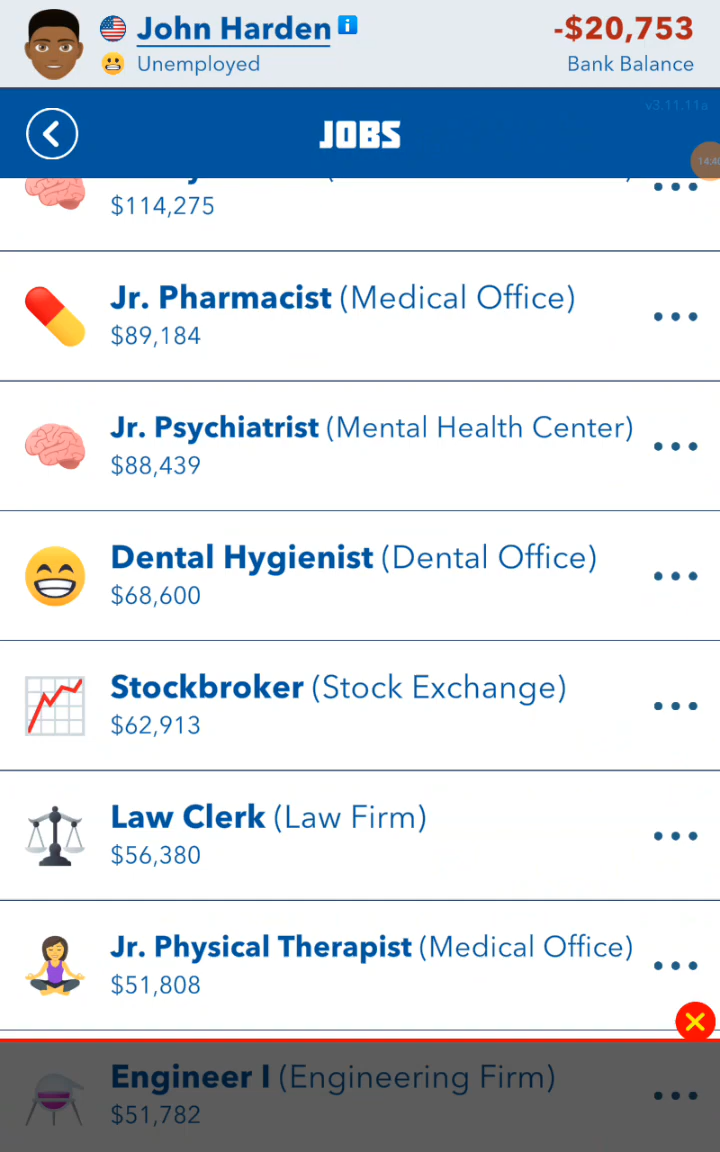 John Harden i
-$20,753
Unemployed
Bank Balance
v3.11.11a
JOBS
$114,275
Jr. Pharmacist (Medical Office)
$89,184
Jr. Psychiatrist (Mental Health Center)
$88,439
Dental Hygienist (Dental Office)
$68,600
Stockbroker (Stock Exchange)
$62,913
Law Clerk (Law Firm)
$56,380
Jr. Physical Therapist (Medical Office)
$51,808
Engineer I (Engineering Firm)
$51,782